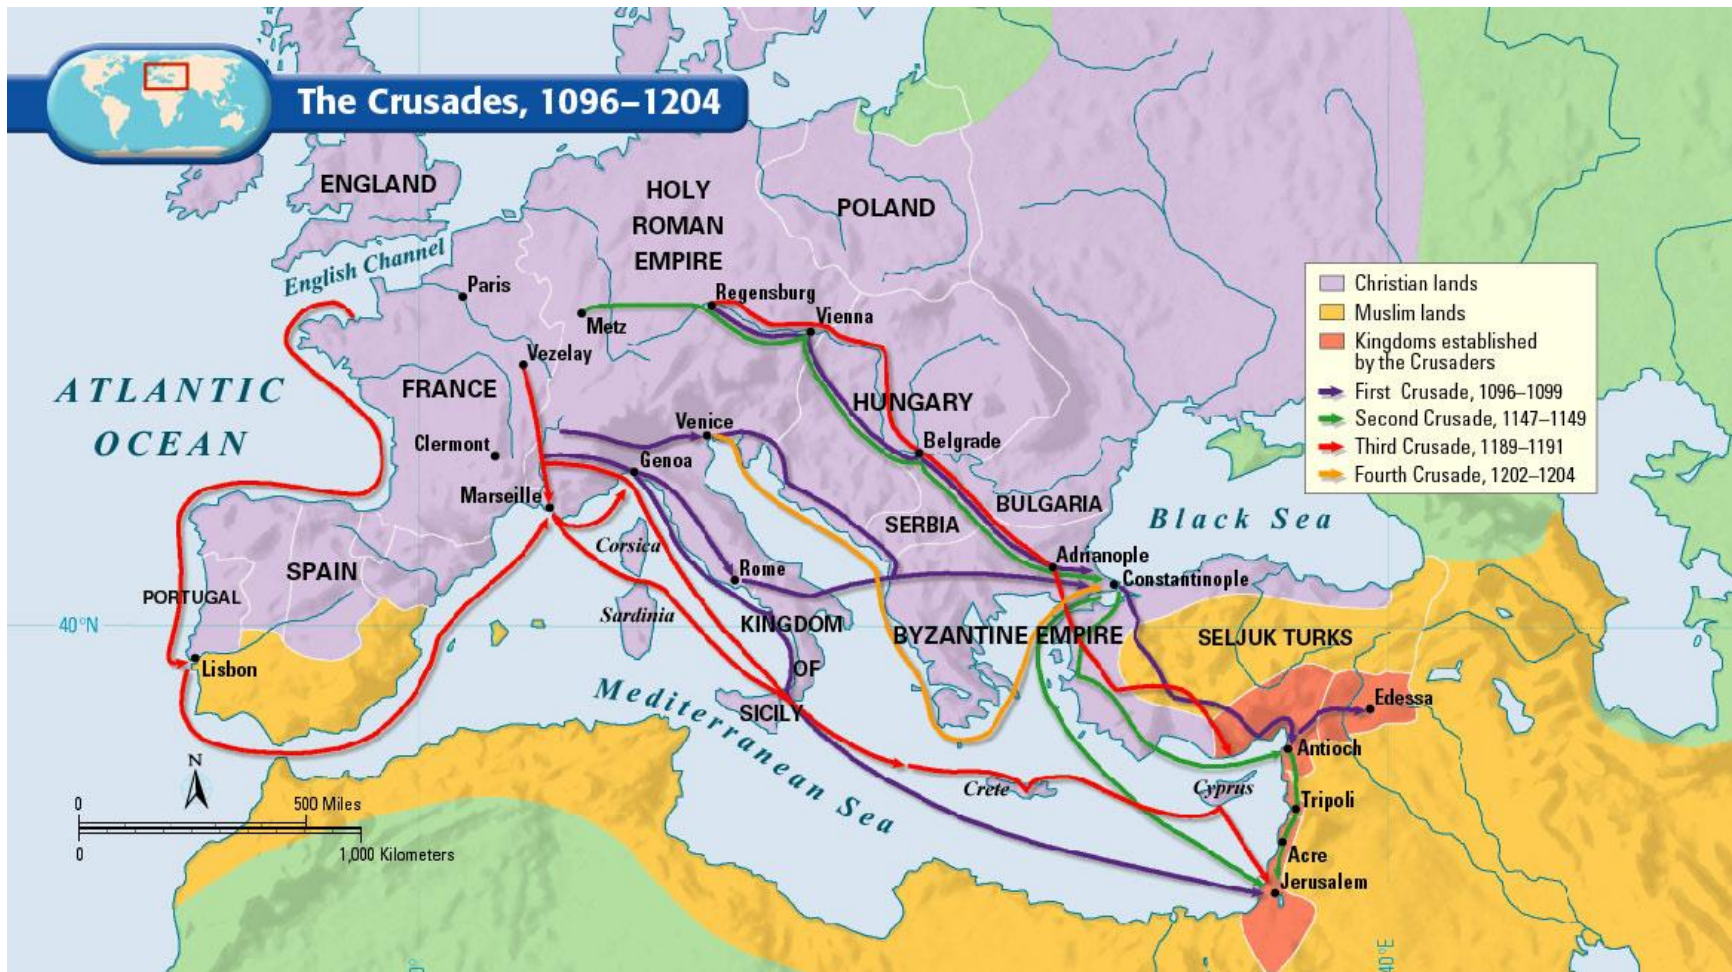 The Crusades, 1096–1204
ENGLAND
HOLY
ROMAN
EMPIRE
POLAND
English Channel
Paris
Regensburg
Metz
Vienna
Vezelay
ATLANTIC
OCEAN
FRANCE
HUNGARY
Venice
Clermont
Genoa
Belgrade
Marseille
BULGARIA
SERBIA
Black Sea
Corsica
Adrianople
Rome
Constantinople
SPAIN
PORTUGAL
Sardinia
40°N
KINGDOM
OF
SICILY
BYZANTINE EMPIRE
SELJUK TURKS
Lisbon
Mediterranean Sea
Edessa
Antioch
Crete
Cyprus
Tripoli
Acre
Jerusalem
N
0 500 Miles
0 1,000 Kilometers
0°
40°E
Christian lands
Muslim lands
Kingdoms established
by the Crusaders
First Crusade, 1096–1099
Second Crusade, 1147–1149
Third Crusade, 1189–1191
Fourth Crusade, 1202–1204